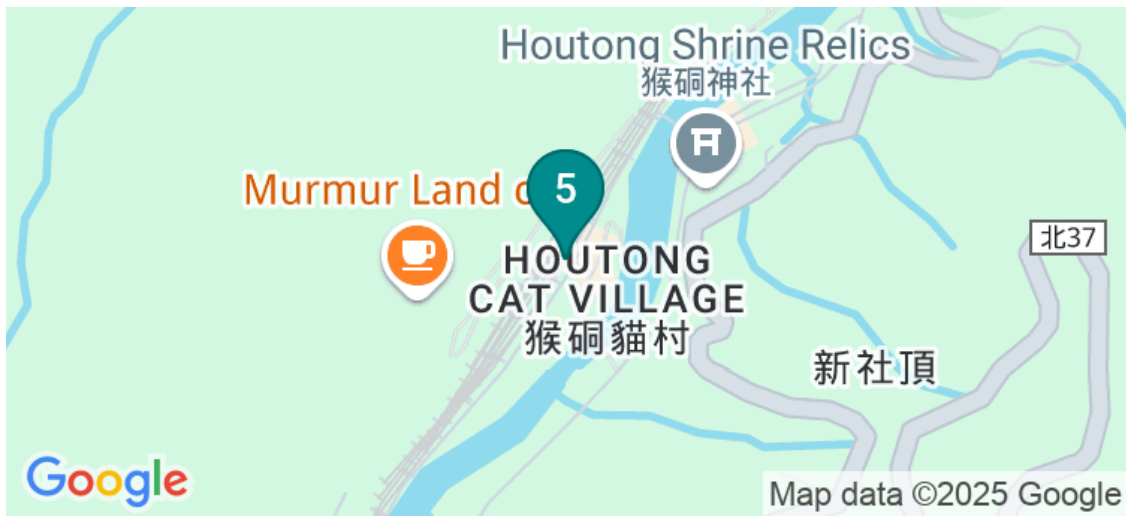 Houtong Shrine Relics
猴硐神社
Murmur Land c
5
HOUTONG
CAT VILLAGE
猴硐貓村
北37
新社頂
Google
Map data ©2025 Google